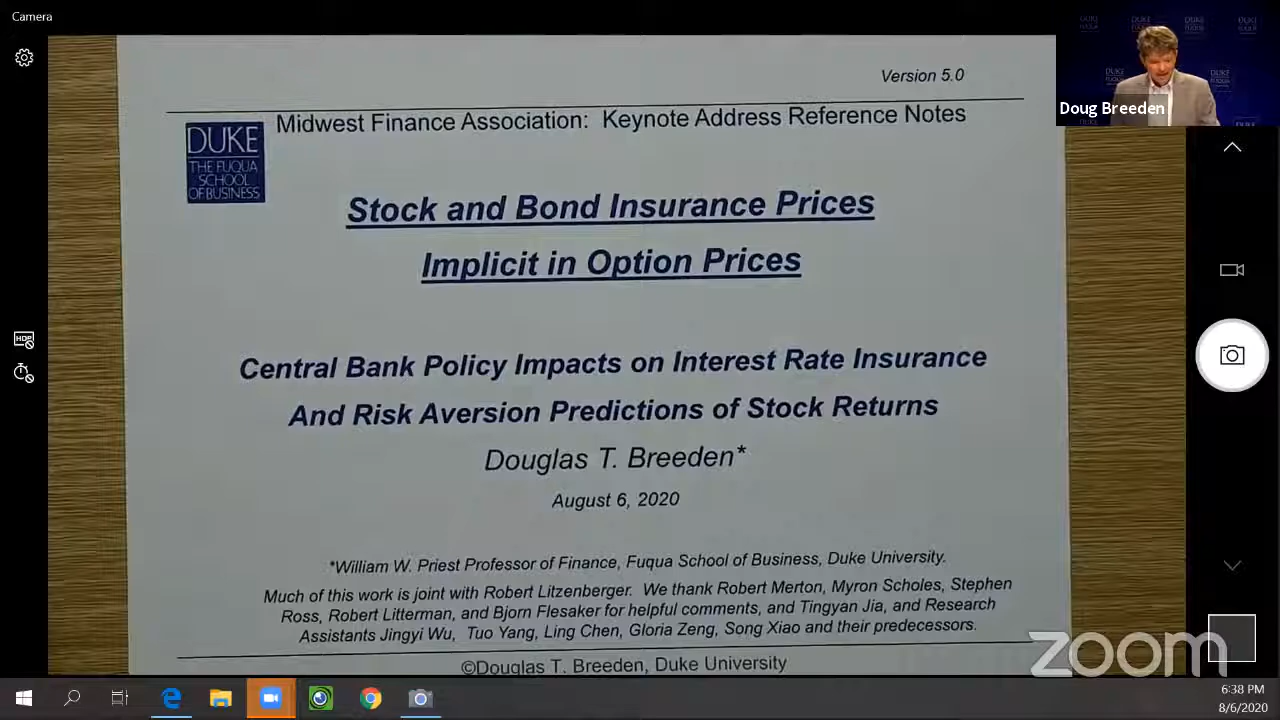 Camera
Version 5.0
Midwest Finance Association: Keynote Address Reference Notes
DUKE
THE FUQUA
SCHOOL
OF BUSINESS
Stock and Bond Insurance Prices
Implicit in Option Prices
Central Bank Policy Impacts on Interest Rate Insurance
And Risk Aversion Predictions of Stock Returns
Douglas T. Breeden*
August 6, 2020
*William W. Priest Professor of Finance, Fuqua School of Business, Duke University.
Much of this work is joint with Robert Litzenberger. We thank Robert Merton, Myron Scholes, Stephen
Ross, Robert Litterman, and Bjorn Flesaker for helpful comments, and Tingyan Jia, and Research
Assistants Jingyi Wu, Tuo Yang, Ling Chen, Gloria Zeng, Song Xiao and their predecessors.
©Douglas T. Breeden, Duke University
Doug Breeden
HDR
zoom
6:38 PM
8/6/2020